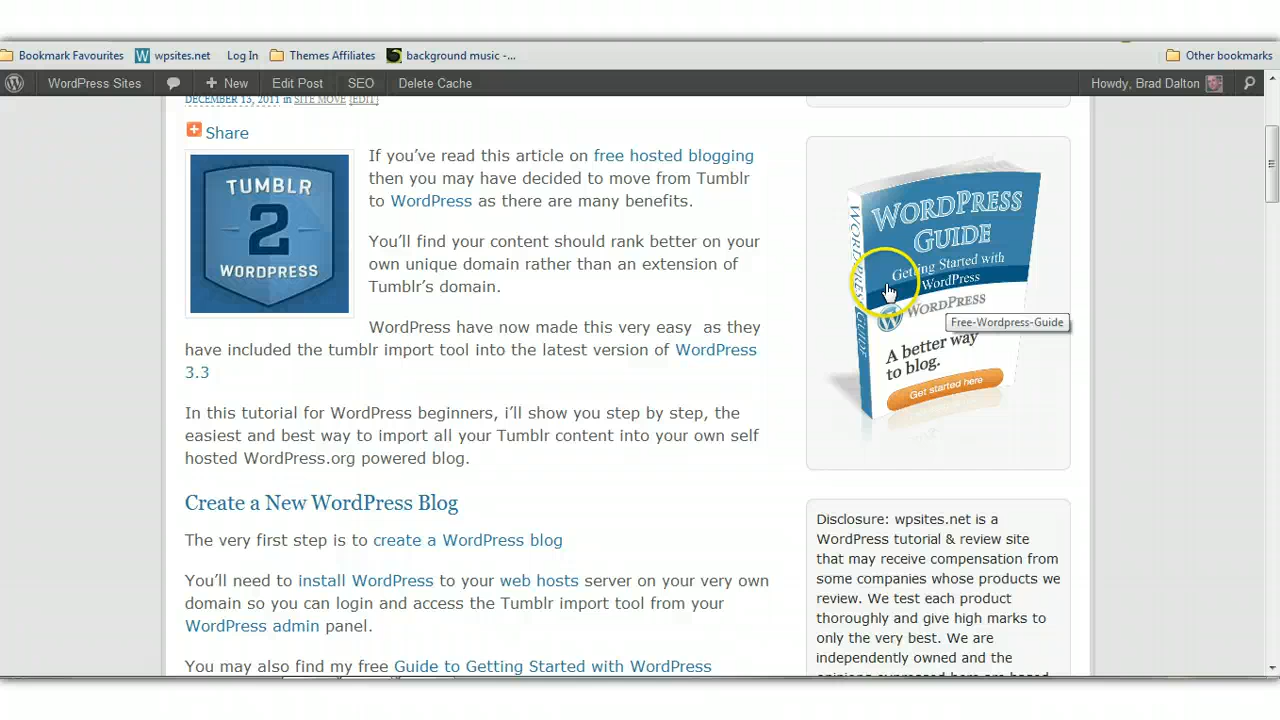 Bookmark Favourites wpsites.net Log In Themes Affiliates background music -... Other bookmarks
WordPress Sites New Edit Post SEO Delete Cache Howdy, Brad Dalton
DECEMBER 13, 2011 in SITE MOVE [EDIT]
Share
TUMBLR
2
WORDPRESS
If you've read this article on free hosted blogging
then you may have decided to move from Tumblr
to WordPress as there are many benefits.
You'll find your content should rank better on your
own unique domain rather than an extension of
Tumblr's domain.
WordPress have now made this very easy as they
have included the tumblr import tool into the latest version of WordPress
3.3
In this tutorial for WordPress beginners, i'll show you step by step, the
easiest and best way to import all your Tumblr content into your own self
hosted WordPress.org powered blog.
Create a New WordPress Blog
The very first step is to create a WordPress blog
You'll need to install WordPress to your web hosts server on your very own
domain so you can login and access the Tumblr import tool from your
WordPress admin panel.
You may also find my free Guide to Getting Started with WordPress
WORDPRESS GUIDE
WORDPRESS
GUIDE
Getting Started with
WordPress
WORDPRESS
Free-Wordpress-Guide
A better way
to blog.
Get started here
Disclosure: wpsites.net is a
WordPress tutorial & review site
that may receive compensation from
some companies whose products we
review. We test each product
thoroughly and give high marks to
only the very best. We are
independently owned and the
opinions expressed here are based